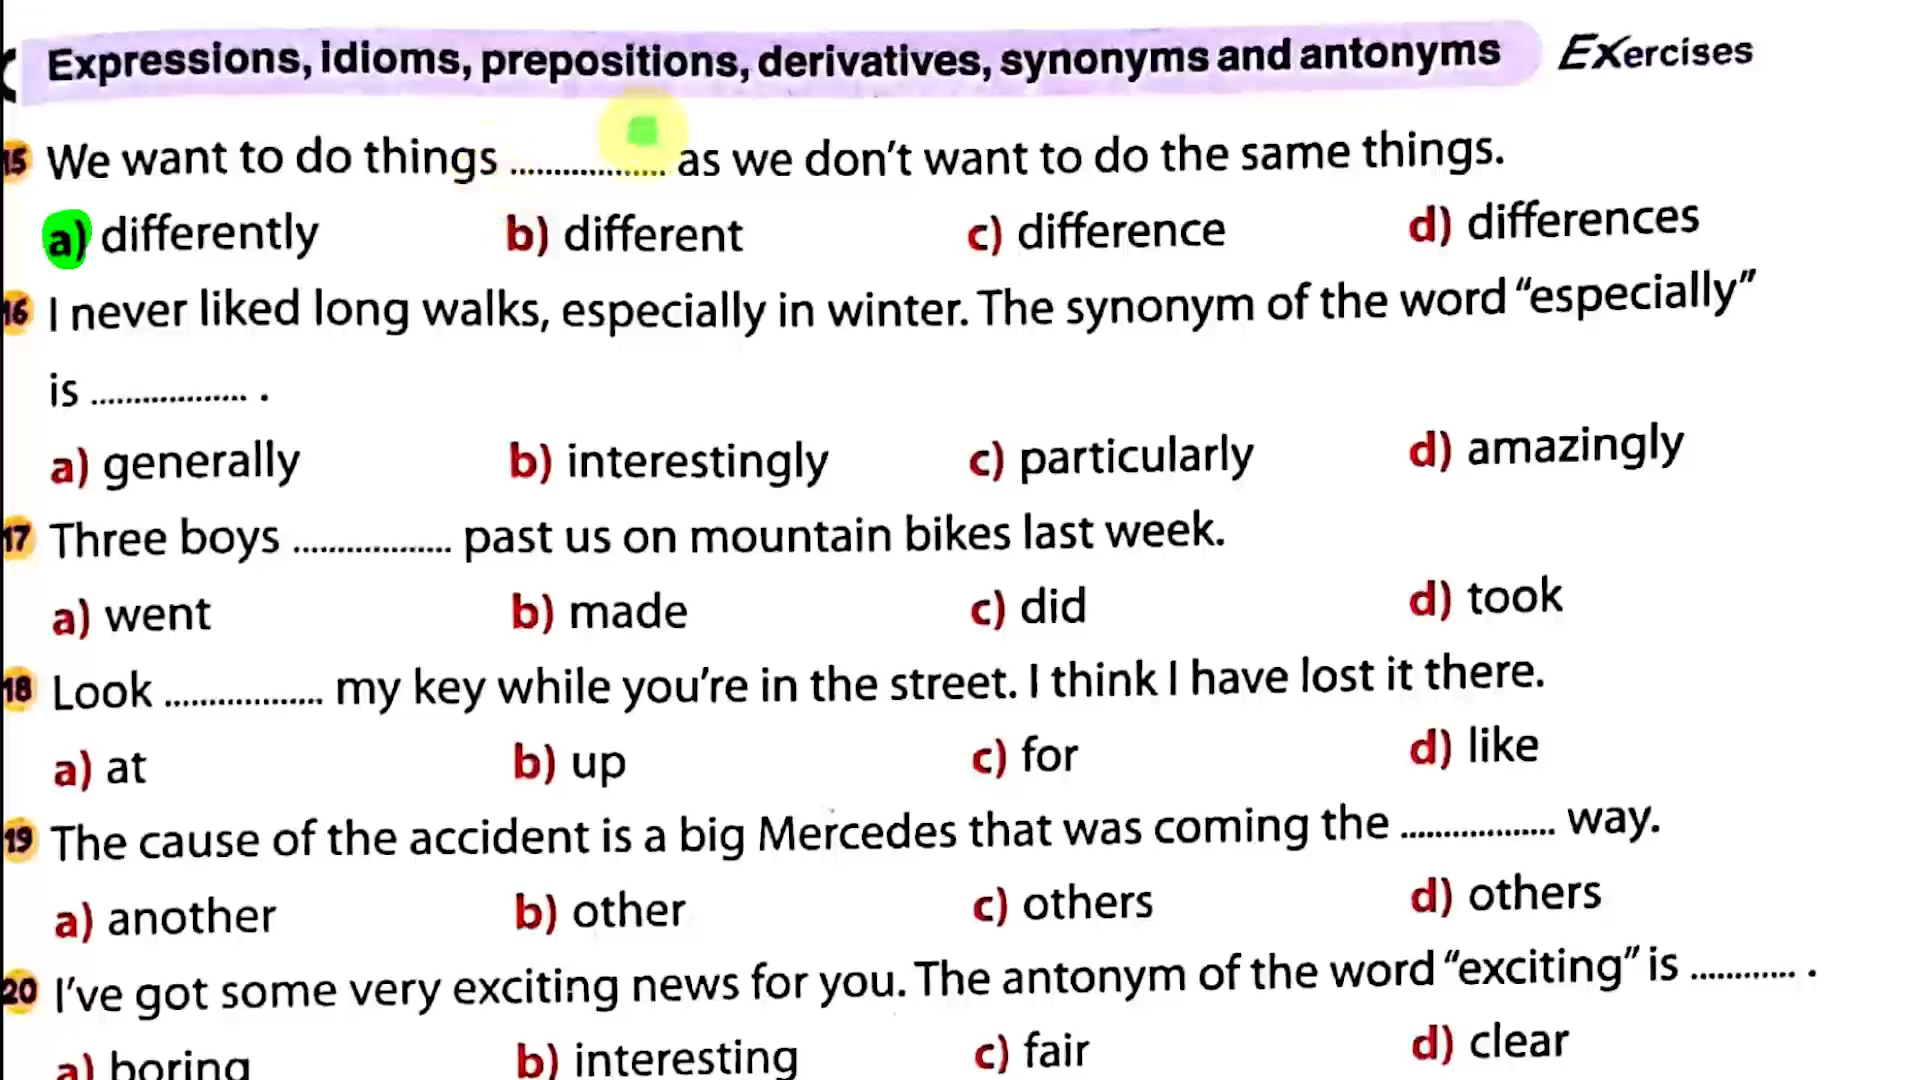 Expressions, idioms, prepositions, derivatives, synonyms and antonyms Exercises
15 We want to do things .................. as we don't want to do the same things.
a) differently b) different c) difference d) differences
16 I never liked long walks, especially in winter. The synonym of the word “especially”
is .................. .
a) generally b) interestingly c) particularly d) amazingly
17 Three boys .................. past us on mountain bikes last week.
a) went b) made c) did d) took
18 Look .................. my key while you're in the street. I think I have lost it there.
a) at b) up c) for d) like
19 The cause of the accident is a big Mercedes that was coming the .................. way.
a) another b) other c) others d) others
20 I've got some very exciting news for you. The antonym of the word “exciting” is ............ .
a) boring b) interesting c) fair d) clear